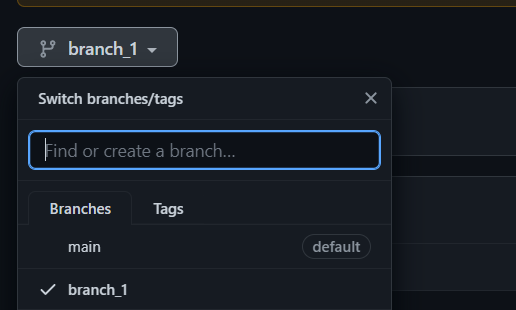 branch_1
Switch branches/tags
Find or create a branch...
Branches Tags
main default
branch_1